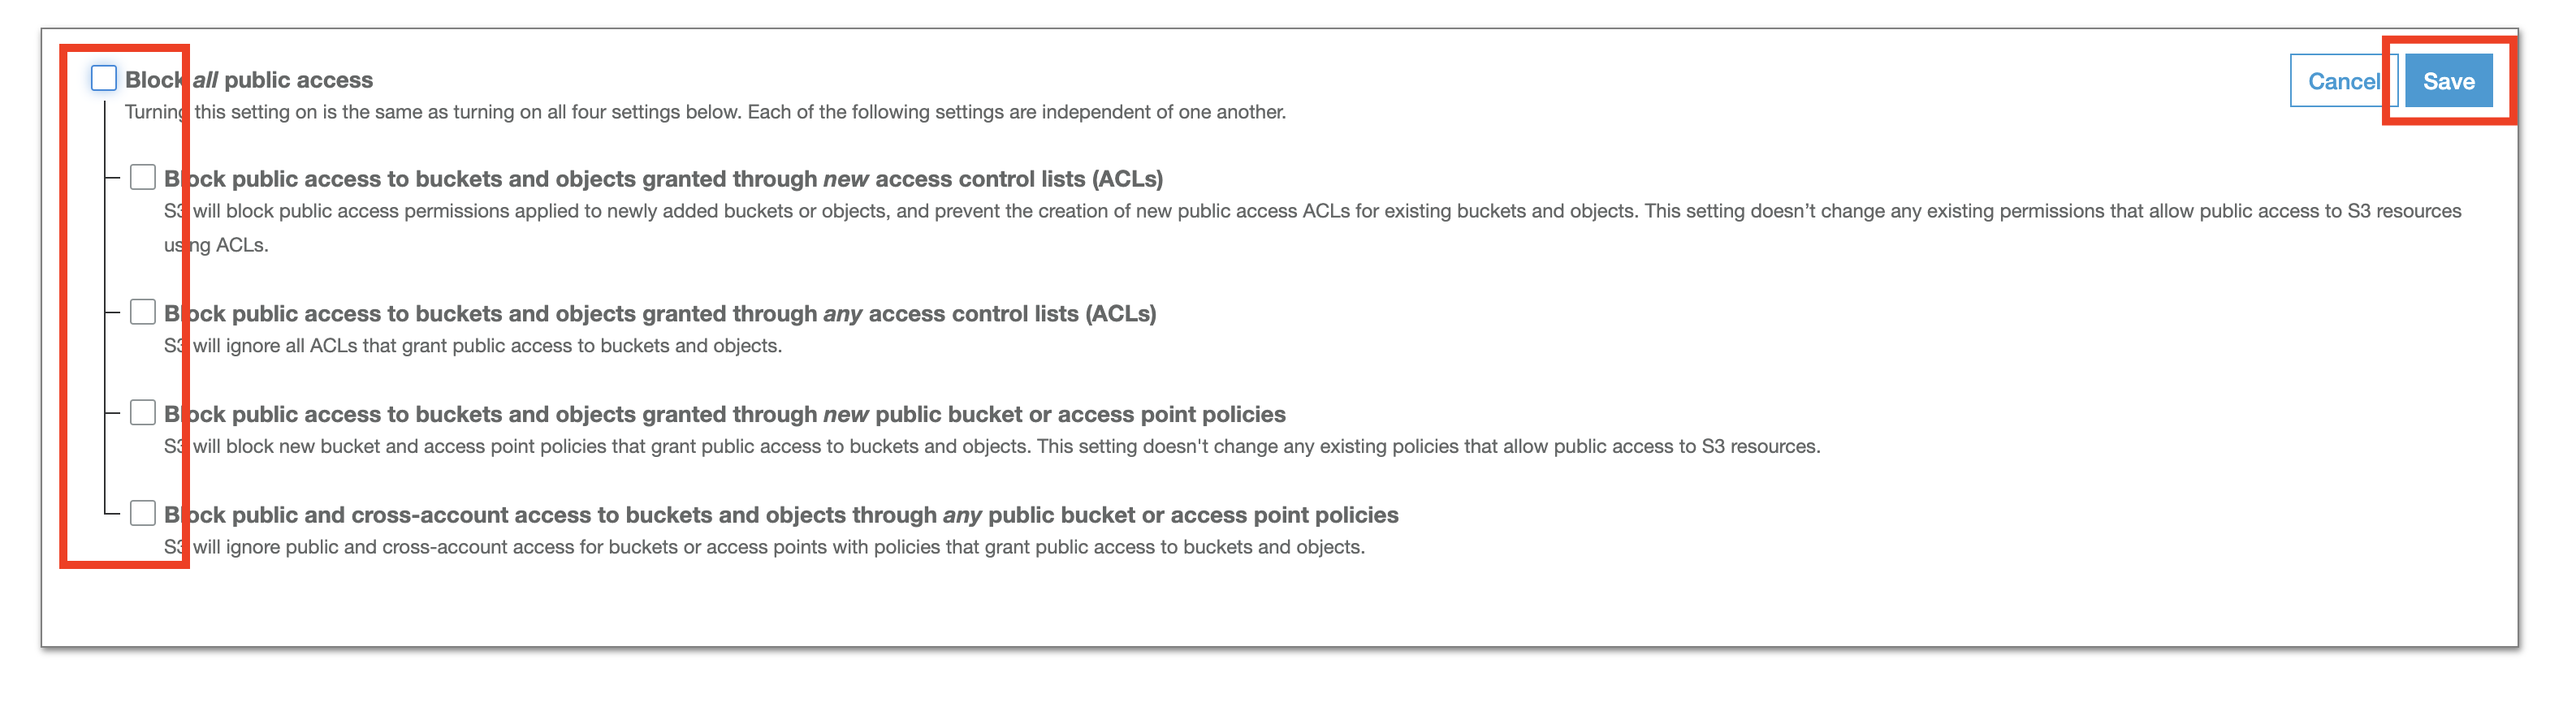 Block all public access
Cancel
Save
Turning this setting on is the same as turning on all four settings below. Each of the following settings are independent of one another.
Block public access to buckets and objects granted through new access control lists (ACLs)
S3 will block public access permissions applied to newly added buckets or objects, and prevent the creation of new public access ACLs for existing buckets and objects. This setting doesn’t change any existing permissions that allow public access to S3 resources
using ACLs.
Block public access to buckets and objects granted through any access control lists (ACLs)
S3 will ignore all ACLs that grant public access to buckets and objects.
Block public access to buckets and objects granted through new public bucket or access point policies
S3 will block new bucket and access point policies that grant public access to buckets and objects. This setting doesn't change any existing policies that allow public access to S3 resources.
Block public and cross-account access to buckets and objects through any public bucket or access point policies
S3 will ignore public and cross-account access for buckets or access points with policies that grant public access to buckets and objects.